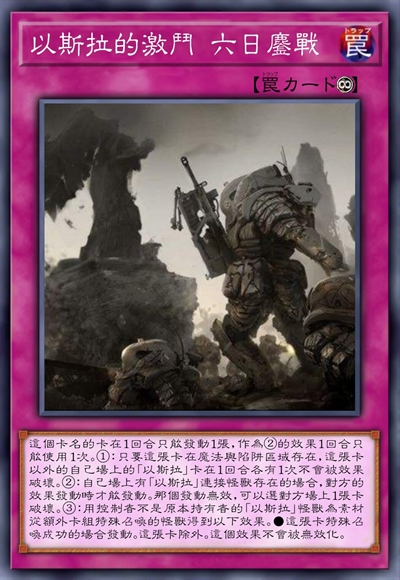 以斯拉的激鬥 六日鏖戰
罠
トラップ
【罠カード♾】
トラップ
這個卡名的卡在1回合只能發動1張,作為②的效果1回合只
能使用1次。①:只要這張卡在魔法與陷阱區域存在,這張卡
以外的自己場上的「以斯拉」卡在1回合各有1次不會被效果
破壞。②:自己場上有「以斯拉」連接怪獸存在的場合,對方的
效果發動時才能發動。那個發動無效,可以選對方場上1張卡
破壞。③:用控制者不是原本持有者的「以斯拉」怪獸為素材
從額外卡組特殊召喚的怪獸得到以下效果。●這張卡特殊召
喚成功的場合發動。這張卡除外。這個效果不會被無效化。